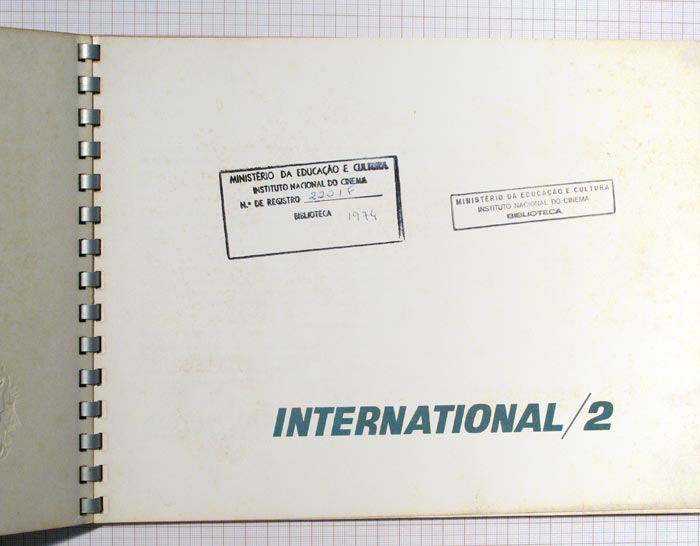 MINISTÉRIO DA EDUCAÇÃO E CULTURA
INSTITUTO NACIONAL DO CINEMA
N.º DE REGISTRO 22018
BIBLIOTECA 1974
MINISTÉRIO DA EDUCAÇÃO E CULTURA
INSTITUTO NACIONAL DO CINEMA
BIBLIOTECA
INTERNATIONAL/2